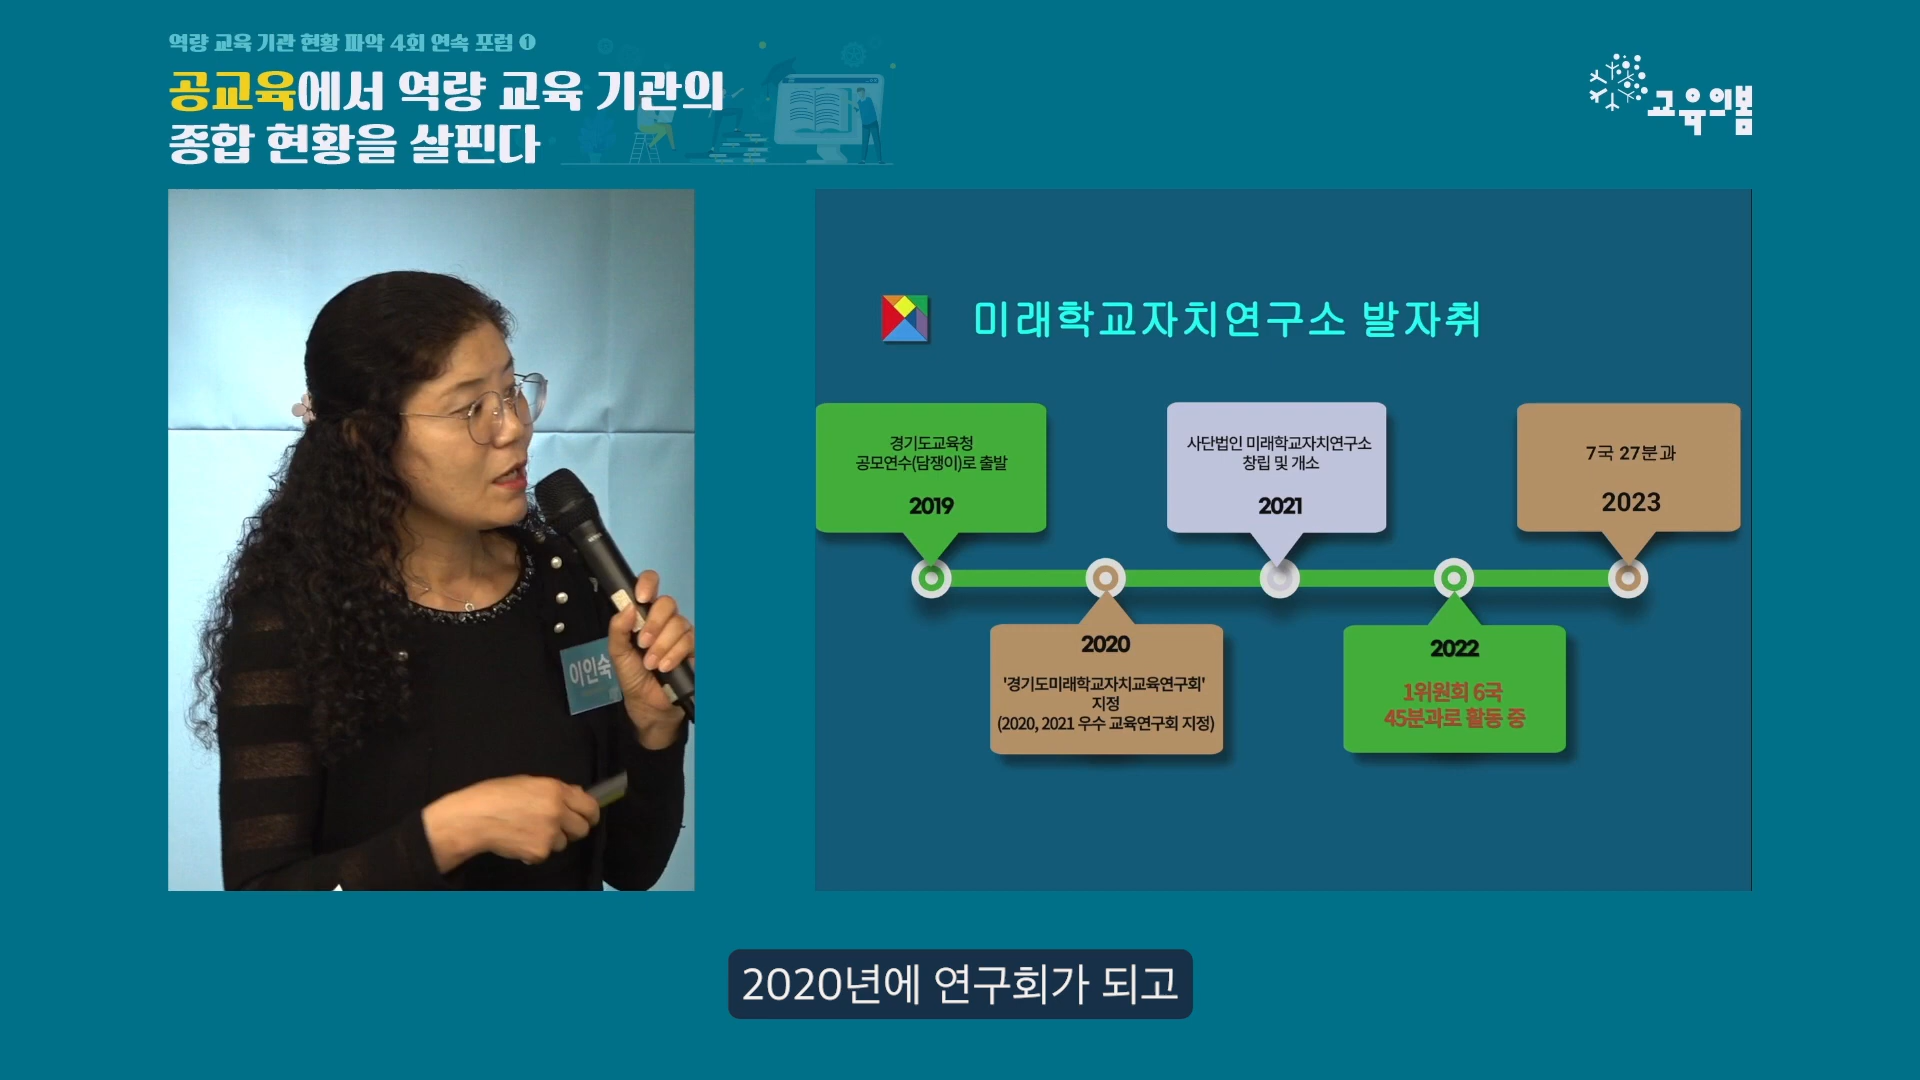 역량 교육 기관 현황 파악 4회 연속 포럼 ❶
공교육에서 역량 교육 기관의
종합 현황을 살핀다
교육의봄
미래학교자치연구소 발자취
경기도교육청
공모연수(담쟁이)로 출발
2019
사단법인 미래학교자치연구소
창립 및 개소
2021
7국 27분과
2023
2020
'경기도미래학교자치교육연구회'
지정
(2020, 2021 우수 교육연구회 지정)
2022
1위원회 6국
45분과로 활동 중
이인숙
2020년에 연구회가 되고